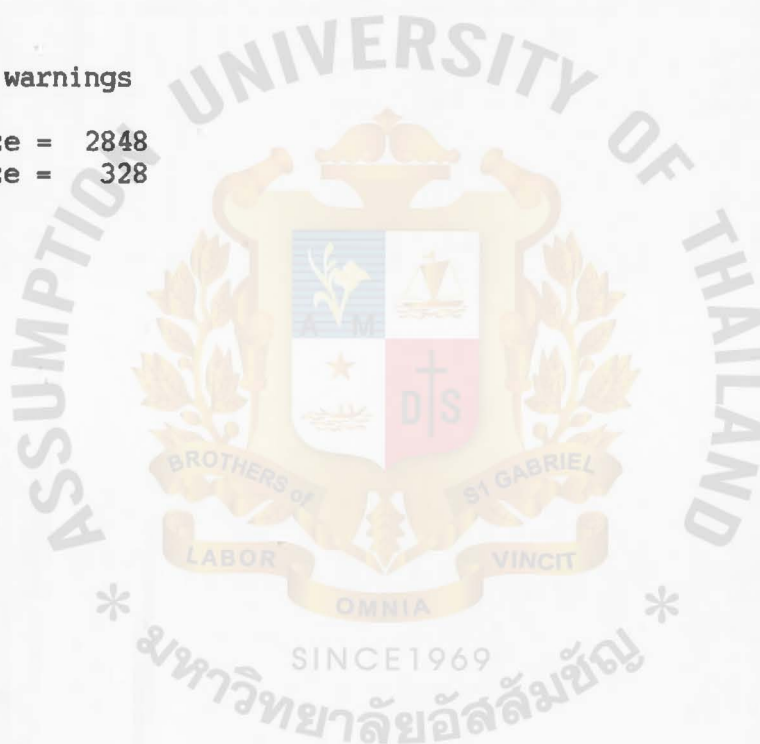 warnings
= 2848
= 328
ASSUMPTION UNIVERSITY OF THAILAND
A M
D S
BROTHERS of ST GABRIEL
LABOR OMNIA VINCIT
SINCE1969
* มหาวิทยาลัยอัสสัมชัญ *